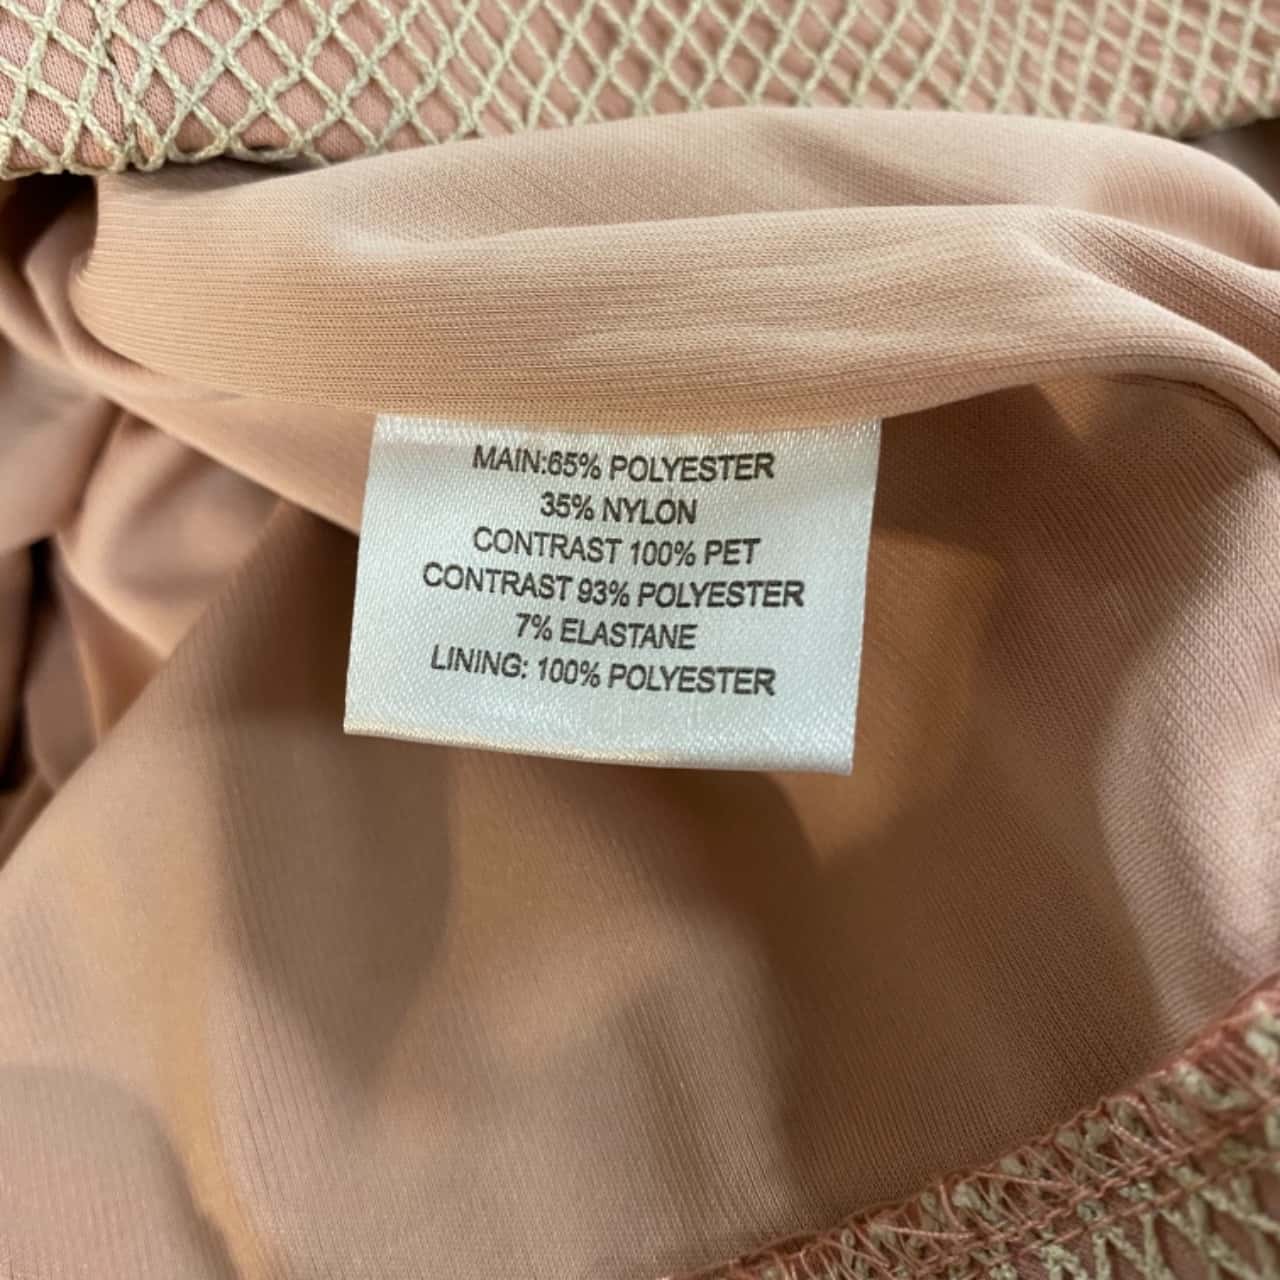 MAIN:65% POLYESTER
35% NYLON
CONTRAST 100% PET
CONTRAST 93% POLYESTER
7% ELASTANE
LINING: 100% POLYESTER